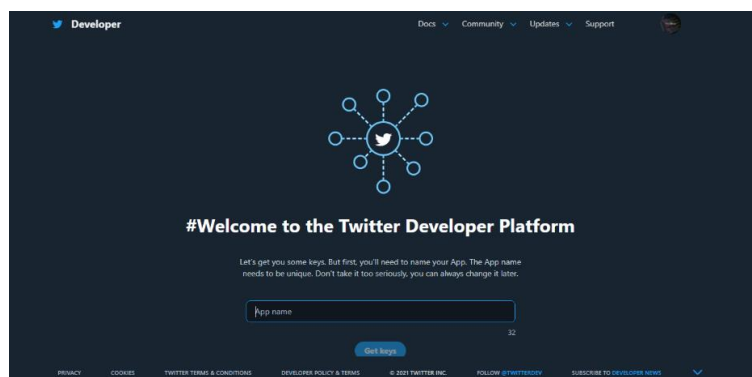 Developer
Docs Community Updates Support
#Welcome to the Twitter Developer Platform
Let's get you some keys. But first, you'll need to name your App. The App name
needs to be unique. Don't take it too seriously, you can always change it later.
App name
32
Get keys
PRIVACY COOKIES TWITTER TERMS & CONDITIONS DEVELOPER POLICY & TERMS © 2021 TWITTER INC. FOLLOW @TWITTERDEV SUBSCRIBE TO DEVELOPER NEWS